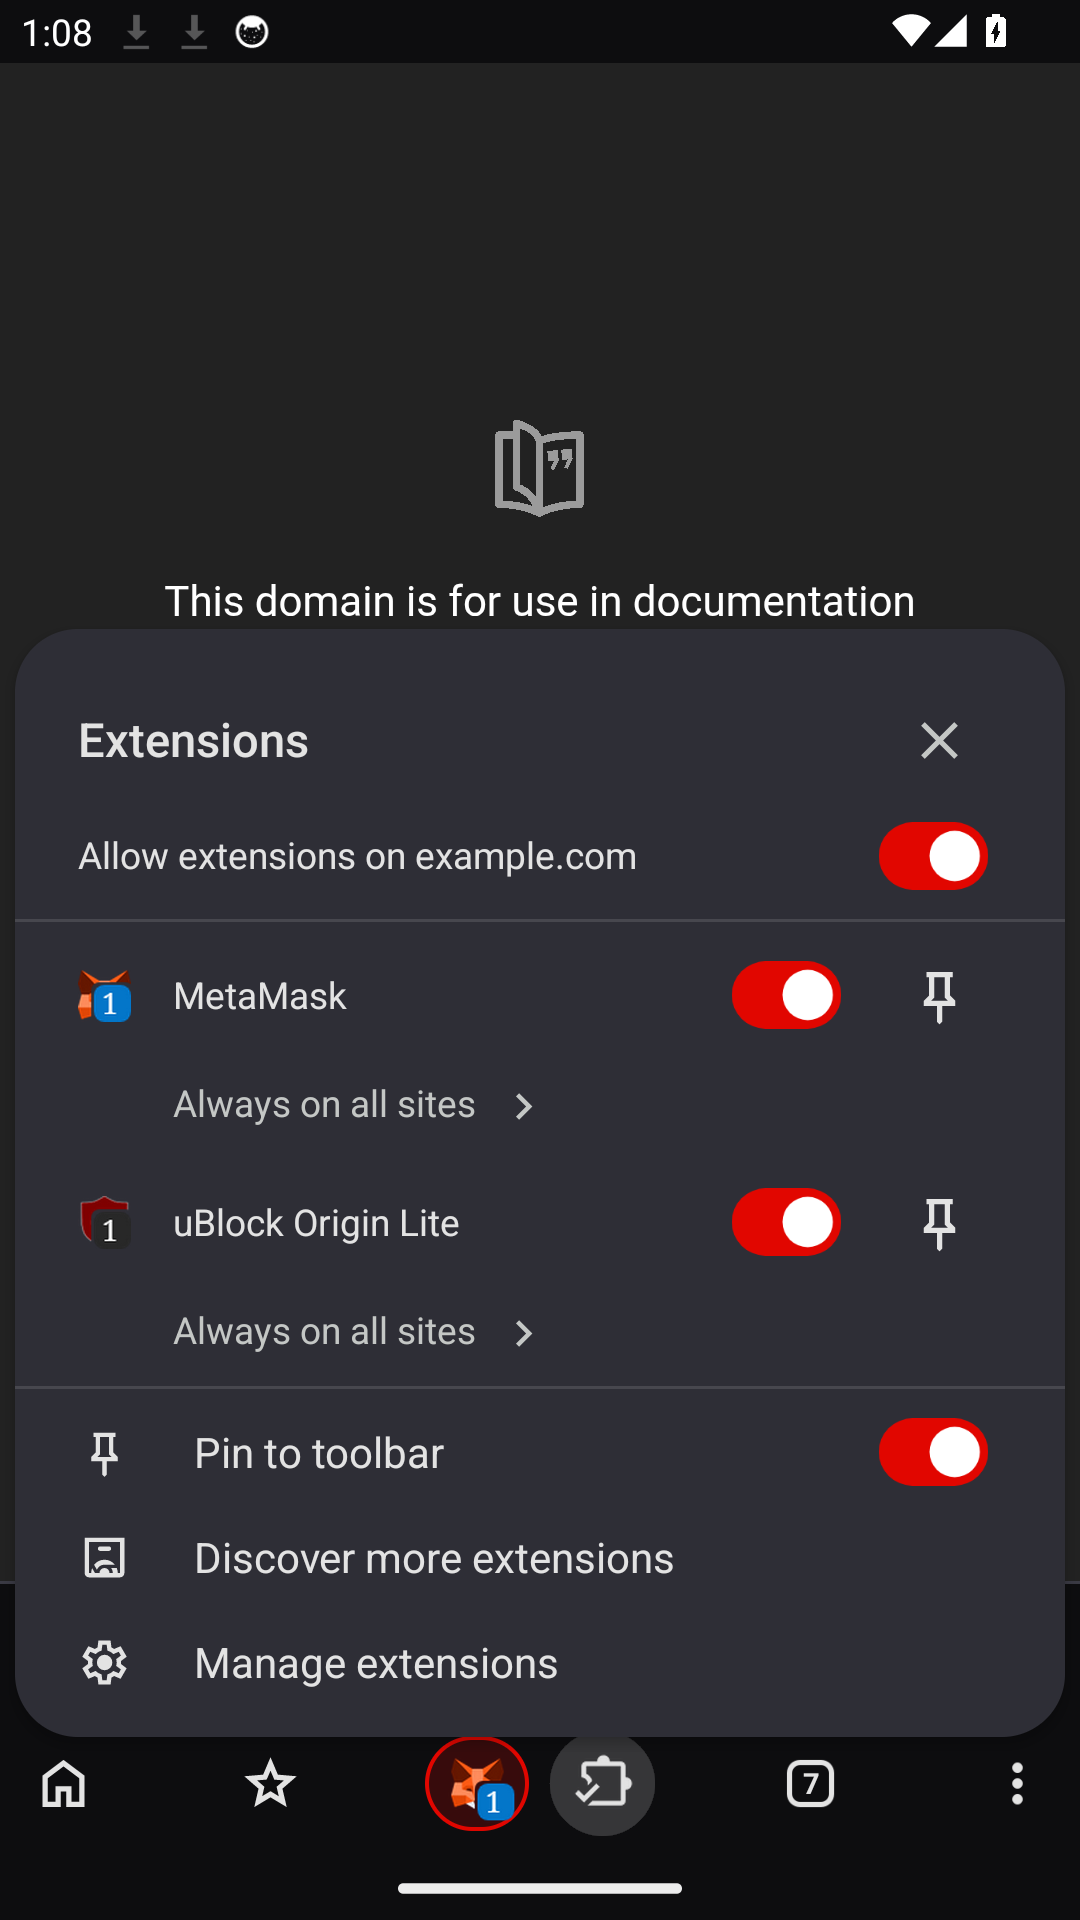 1:08
This domain is for use in documentation
Extensions
Allow extensions on example.com
1
MetaMask
Always on all sites
1
uBlock Origin Lite
Always on all sites
Pin to toolbar
Discover more extensions
Manage extensions
1
7